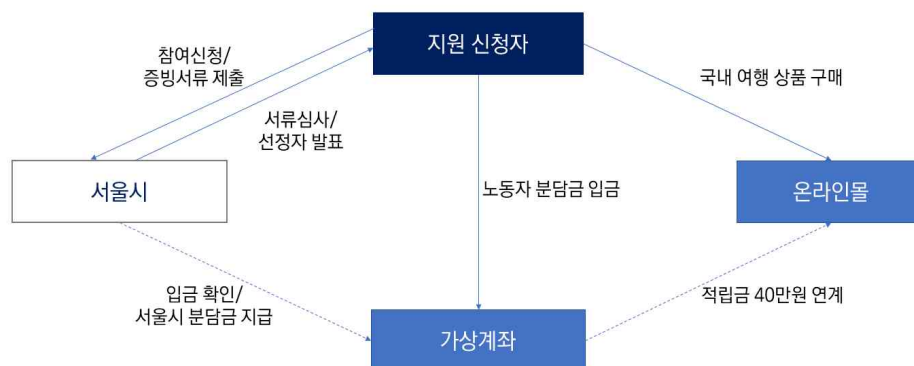 지원 신청자
참여신청/
증빙서류 제출
국내 여행 상품 구매
서류심사/
선정자 발표
서울시
노동자 분담금 입금
온라인몰
입금 확인/
서울시 분담금 지급
적립금 40만원 연계
가상계좌